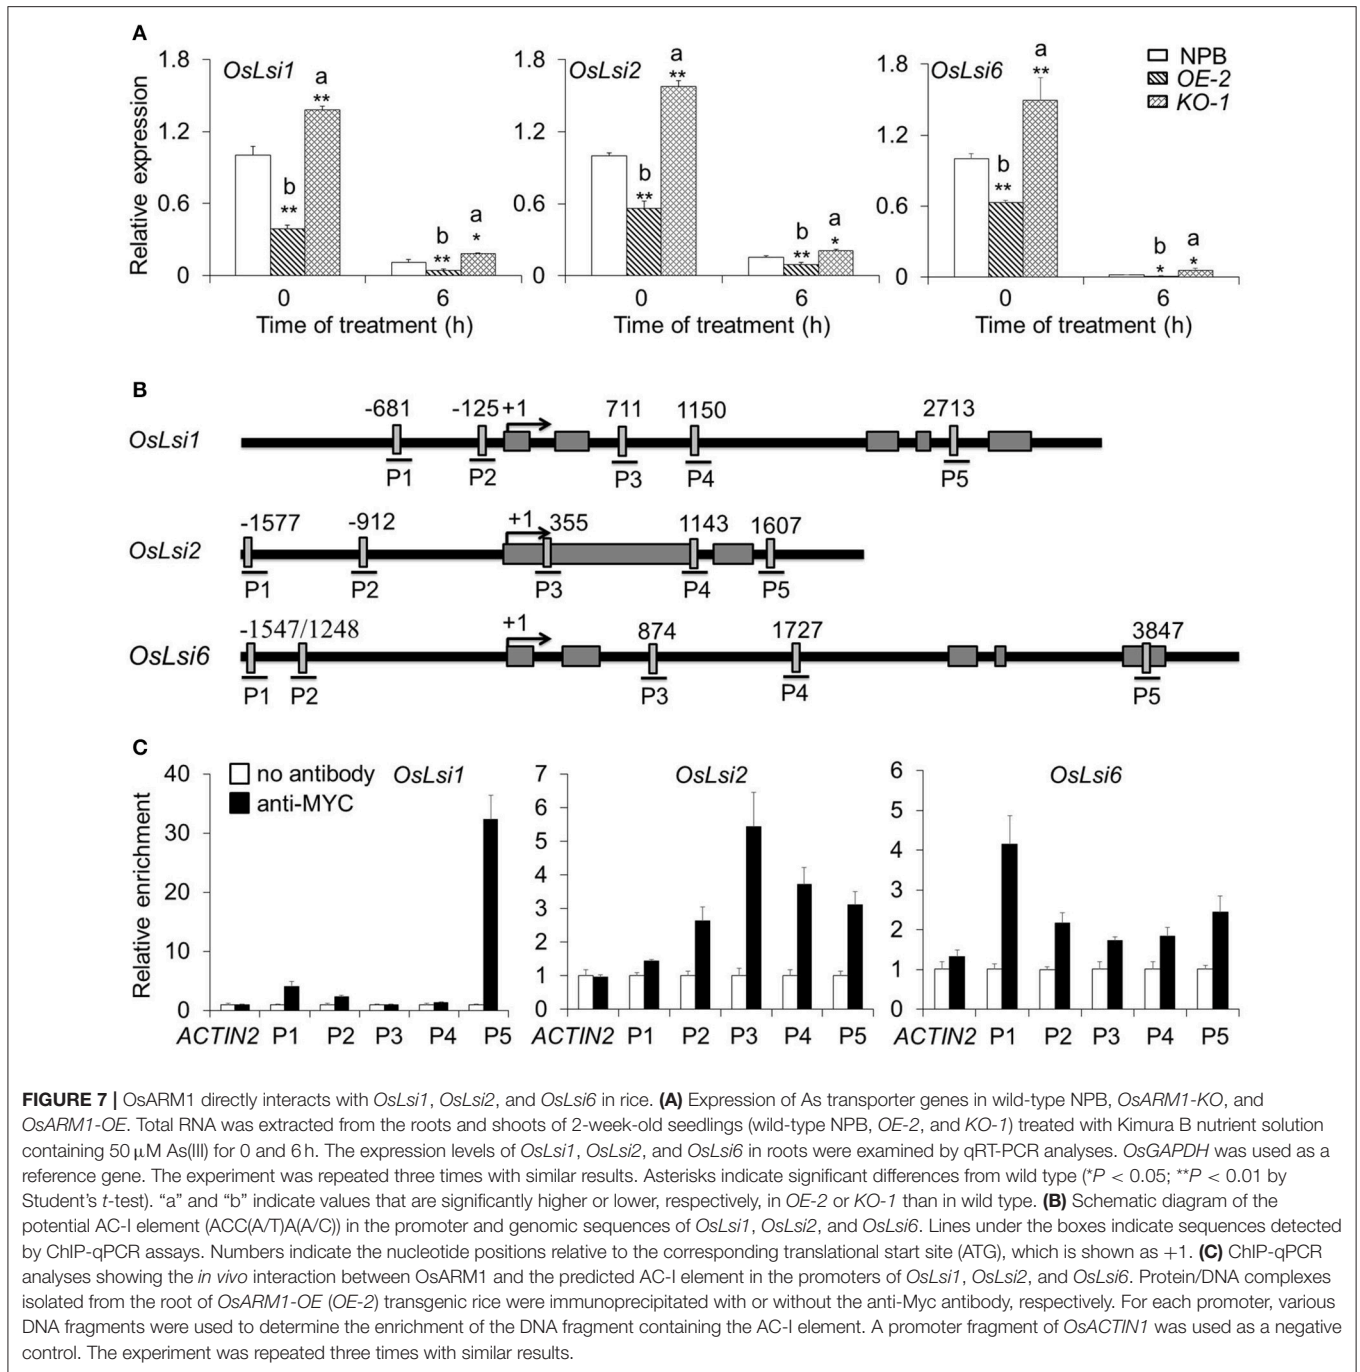 A
1.8
1.2
0.6
0
Relative expression
OsLsi1
b
**
a
**
b
**
a
*
0
6
Time of treatment (h)
1.8
1.2
0.6
0
OsLsi2
b
**
a
**
b
**
a
*
0
6
Time of treatment (h)
1.8
1.2
0.6
0
OsLsi6
b
**
a
**
b
*
a
*
0
6
Time of treatment (h)
NPB
OE-2
KO-1
B
OsLsi1
-681
-125
+1
711
1150
2713
P1
P2
P3
P4
P5
OsLsi2
-1577
-912
+1
355
1143
1607
P1
P2
P3
P4
P5
OsLsi6
-1547/1248
+1
874
1727
3847
P1
P2
P3
P4
P5
C
Relative enrichment
40
30
20
10
0
no antibody
anti-MYC
OsLsi1
ACTIN2 P1 P2 P3 P4 P5
7
6
5
4
3
2
1
0
OsLsi2
ACTIN2 P1 P2 P3 P4 P5
6
5
4
3
2
1
0
OsLsi6
ACTIN2 P1 P2 P3 P4 P5
FIGURE 7 | OsARM1 directly interacts with OsLsi1, OsLsi2, and OsLsi6 in rice. (A) Expression of As transporter genes in wild-type NPB, OsARM1-KO, and
OsARM1-OE. Total RNA was extracted from the roots and shoots of 2-week-old seedlings (wild-type NPB, OE-2, and KO-1) treated with Kimura B nutrient solution
containing 50 μM As(III) for 0 and 6 h. The expression levels of OsLsi1, OsLsi2, and OsLsi6 in roots were examined by qRT-PCR analyses. OsGAPDH was used as a
reference gene. The experiment was repeated three times with similar results. Asterisks indicate significant differences from wild type (*P < 0.05; **P < 0.01 by
Student's t-test). “a” and “b” indicate values that are significantly higher or lower, respectively, in OE-2 or KO-1 than in wild type. (B) Schematic diagram of the
potential AC-I element (ACC(A/T)A(A/C)) in the promoter and genomic sequences of OsLsi1, OsLsi2, and OsLsi6. Lines under the boxes indicate sequences detected
by ChIP-qPCR assays. Numbers indicate the nucleotide positions relative to the corresponding translational start site (ATG), which is shown as +1. (C) ChIP-qPCR
analyses showing the in vivo interaction between OsARM1 and the predicted AC-I element in the promoters of OsLsi1, OsLsi2, and OsLsi6. Protein/DNA complexes
isolated from the root of OsARM1-OE (OE-2) transgenic rice were immunoprecipitated with or without the anti-Myc antibody, respectively. For each promoter, various
DNA fragments were used to determine the enrichment of the DNA fragment containing the AC-I element. A promoter fragment of OsACTIN1 was used as a negative
control. The experiment was repeated three times with similar results.